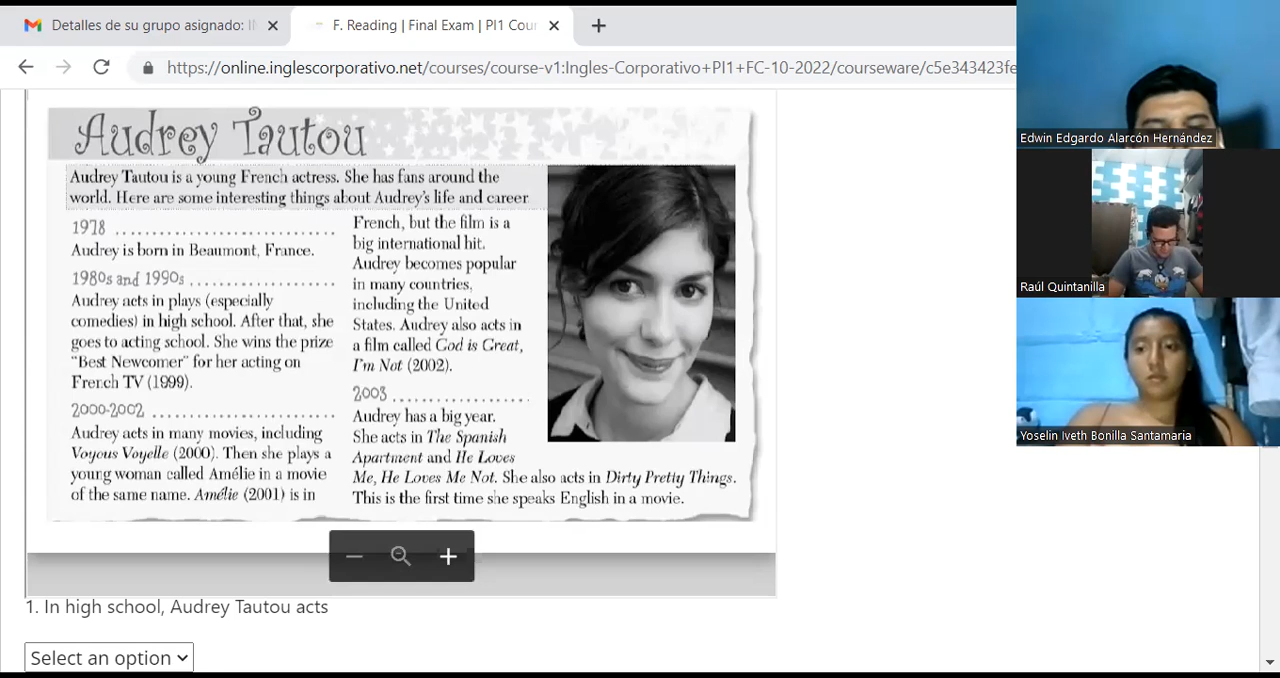 Detalles de su grupo asignado: I
F. Reading | Final Exam | PI1 Cour
https://online.inglescorporativo.net/courses/course-v1:Ingles-Corporativo+PI1+FC-10-2022/courseware/c5e343423fe
Audrey Tautou
Audrey Tautou is a young French actress. She has fans around the
world. Here are some interesting things about Audrey's life and career
1978
Audrey is born in Beaumont, France.
1980s and 1990s
Audrey acts in plays (especially
comedies) in high school. After that, she
goes to acting school. She wins the prize
"Best Newcomer" for her acting on
French TV (1999).
2000-2002
Audrey acts in many movies, including
Voyous Voyelle (2000). Then she plays a
young woman called Amélie in a movie
of the same name. Amélie (2001) is in
French, but the film is a
big international hit.
Audrey becomes popular
in many countries,
including the United
States. Audrey also acts in
a film called God is Great,
I'm Not (2002).
2003
Audrey has a big year.
She acts in The Spanish
Apartment and He Loves
Me, He Loves Me Not. She also acts in Dirty Pretty Things.
This is the first time she speaks English in a movie.
1. In high school, Audrey Tautou acts
Select an option
Edwin Edgardo Alarcón Hernández
Raúl Quintanilla
Yoselin Iveth Bonilla Santamaria